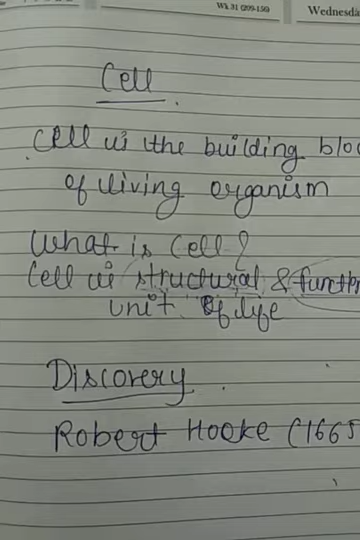 Wk 31 (209-156)
Wednesda
Cell
Cell is the building bloc
of living organism
What is Cell?
Cell is structural & functi
unit of life
Discovery
Robert Hooke (1665